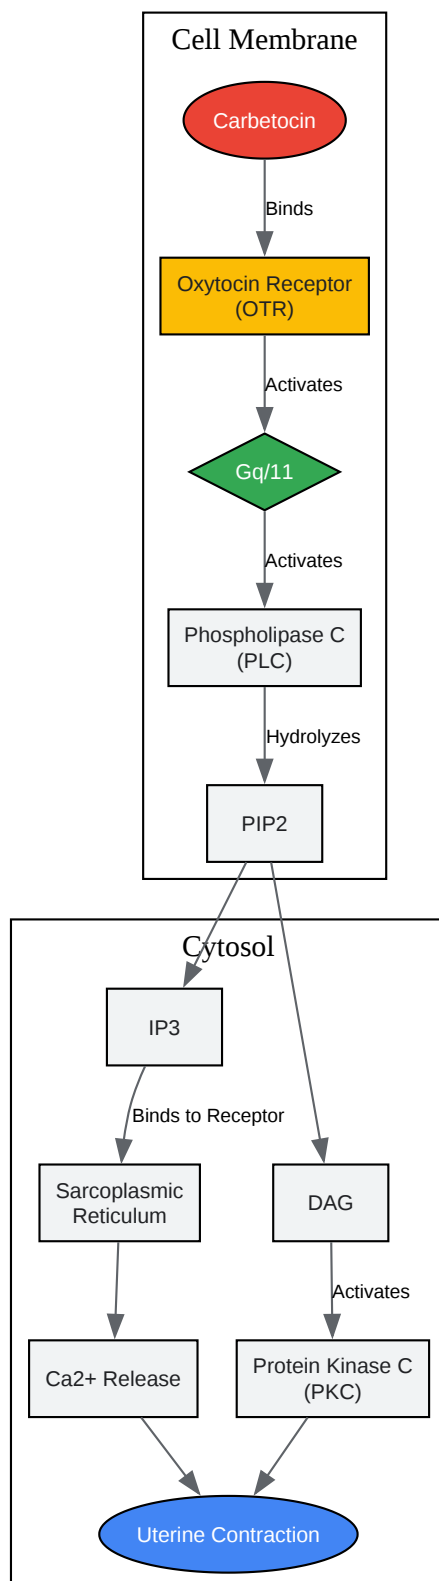 Cell Membrane
Carbetocin
Binds
Oxytocin Receptor
(OTR)
Activates
Gq/11
Activates
Phospholipase C
(PLC)
Hydrolyzes
PIP2
Cytosol
IP3
Binds to Receptor
Sarcoplasmic
Reticulum
DAG
Activates
Ca2+ Release
Protein Kinase C
(PKC)
Uterine Contraction